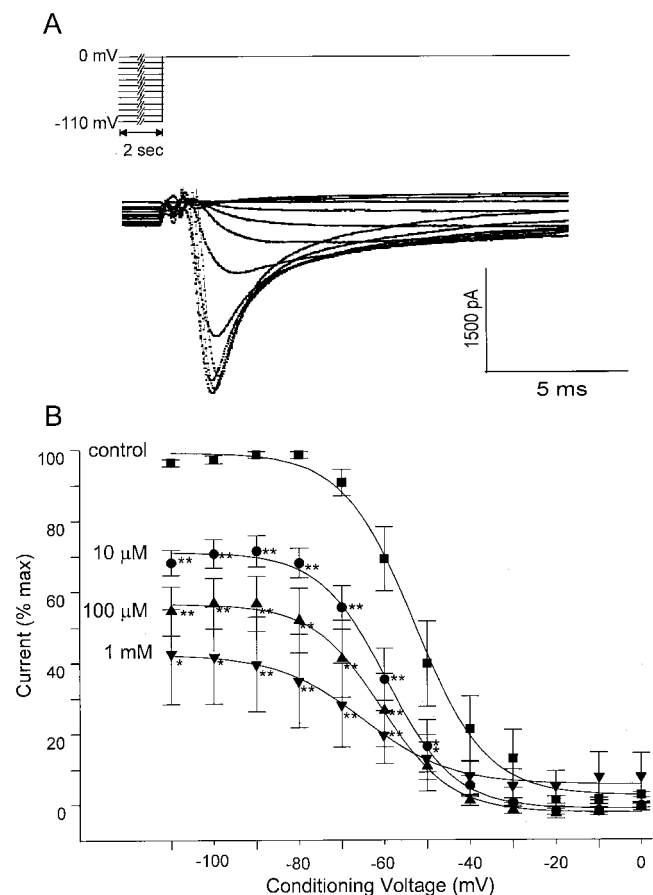 A
0 mV
-110 mV
2 sec
1500 pA
5 ms
B
control
10 µM
100 µM
1 mM
100
80
60
40
20
0
Current (% max)
**
**
**
**
**
**
**
**
**
**
**
**
**
*
*
**
**
**
**
*
*
-100
-80
-60
-40
-20
0
Conditioning Voltage (mV)